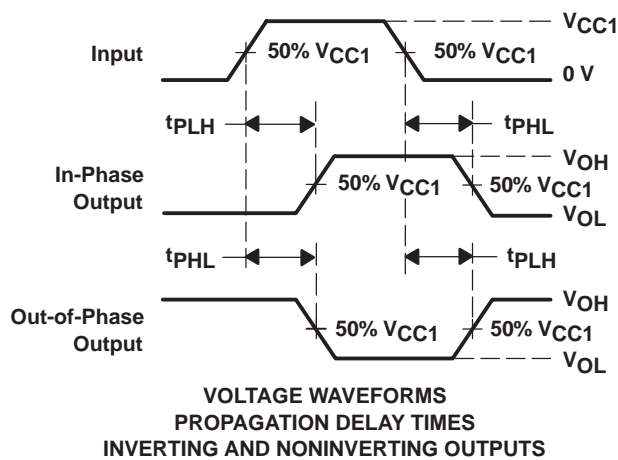 VCC1
Input 50% VCC1 50% VCC1
0 V
tPLH tPHL
VOH
In-Phase
Output 50% VCC1 50% VCC1
VOL
tPHL tPLH
VOH
Out-of-Phase
Output 50% VCC1 50% VCC1
VOL
VOLTAGE WAVEFORMS
PROPAGATION DELAY TIMES
INVERTING AND NONINVERTING OUTPUTS